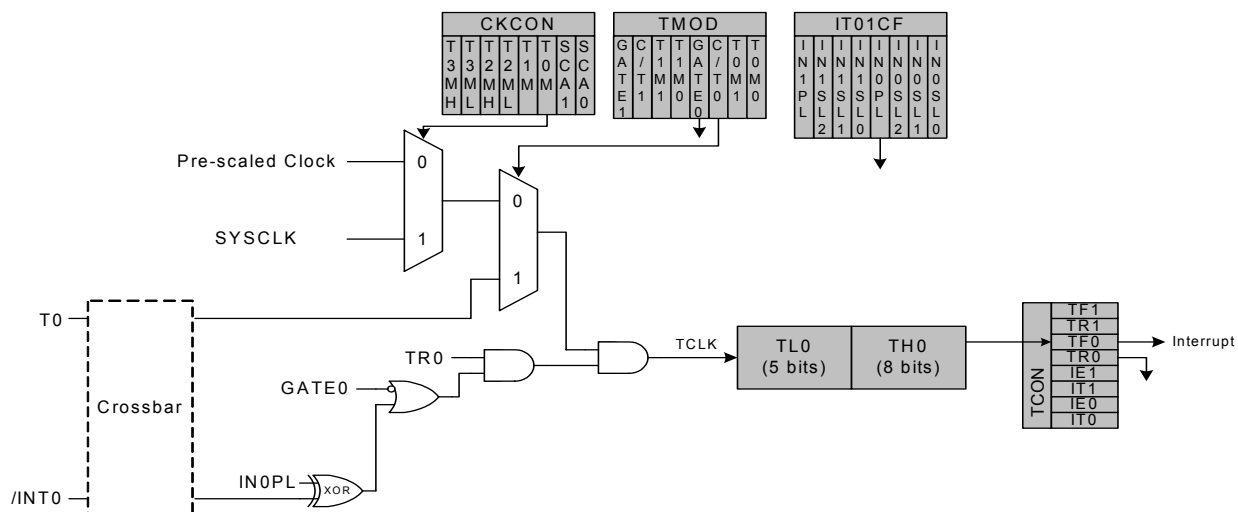 CKCON
T3MH
T3ML
T2MH
T2ML
T1M
T0M
SCA1
SCA0
TMOD
GATE1
C/T1
T1M1
T1M0
GATE0
C/T0
T0M1
T0M0
IT01CF
IN1PL
IN1SL2
IN1SL1
IN1SL0
IN0PL
IN0SL2
IN0SL1
IN0SL0
Pre-scaled Clock
0
SYSCLK
1
0
1
T0
Crossbar
/INT0
TR0
GATE0
IN0PL
XOR
TCLK
TL0
(5 bits)
TH0
(8 bits)
TCON
TF1
TR1
TF0
TR0
IE1
IT1
IE0
IT0
Interrupt